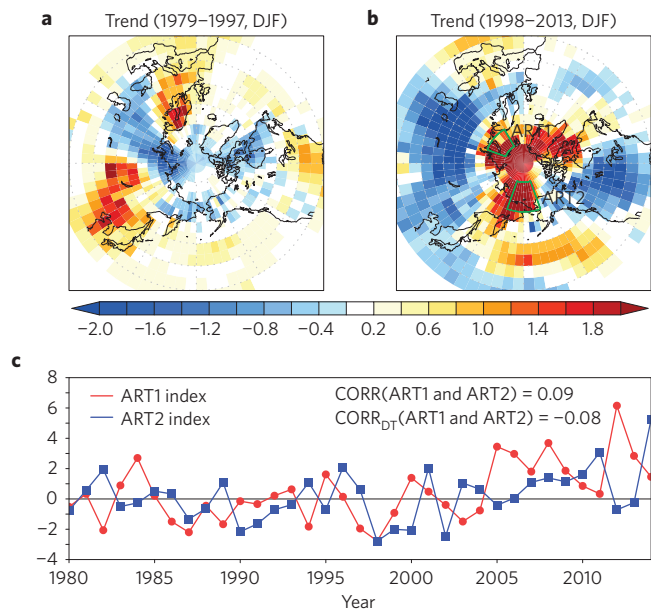 a Trend (1979−1997, DJF)
b Trend (1998−2013, DJF)
ART1
ART2
−2.0 −1.6 −1.2 −0.8 −0.4 0.2 0.6 1.0 1.4 1.8
c
8
6
4
2
0
−2
−4
ART1 index
ART2 index
CORR(ART1 and ART2) = 0.09
CORR_DT(ART1 and ART2) = −0.08
1980 1985 1990 1995 2000 2005 2010
Year